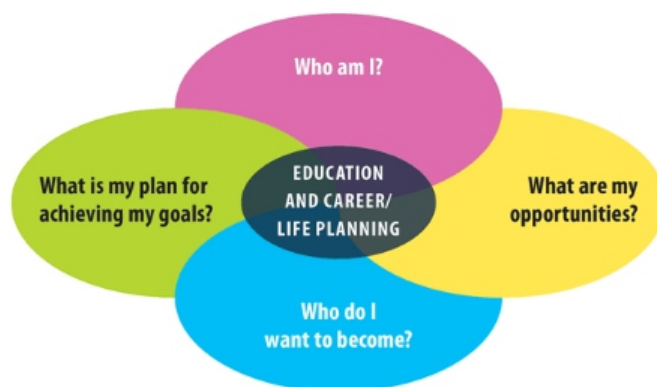 Who am I?
What is my plan for
achieving my goals?
EDUCATION
AND CAREER/
LIFE PLANNING
What are my
opportunities?
Who do I
want to become?